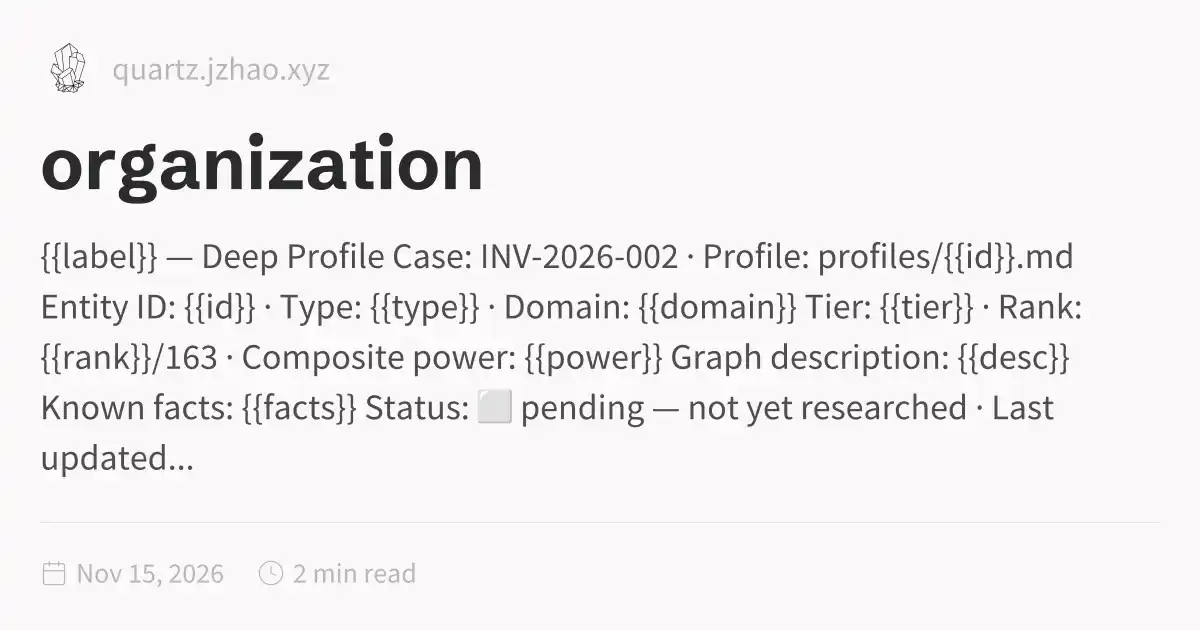 quartz.jzhao.xyz
organization
{{label}} — Deep Profile Case: INV-2026-002 · Profile: profiles/{{id}}.md
Entity ID: {{id}} · Type: {{type}} · Domain: {{domain}} Tier: {{tier}} · Rank:
{{rank}}/163 · Composite power: {{power}} Graph description: {{desc}}
Known facts: {{facts}} Status: ⬜ pending — not yet researched · Last
updated...
Nov 15, 2026 2 min read